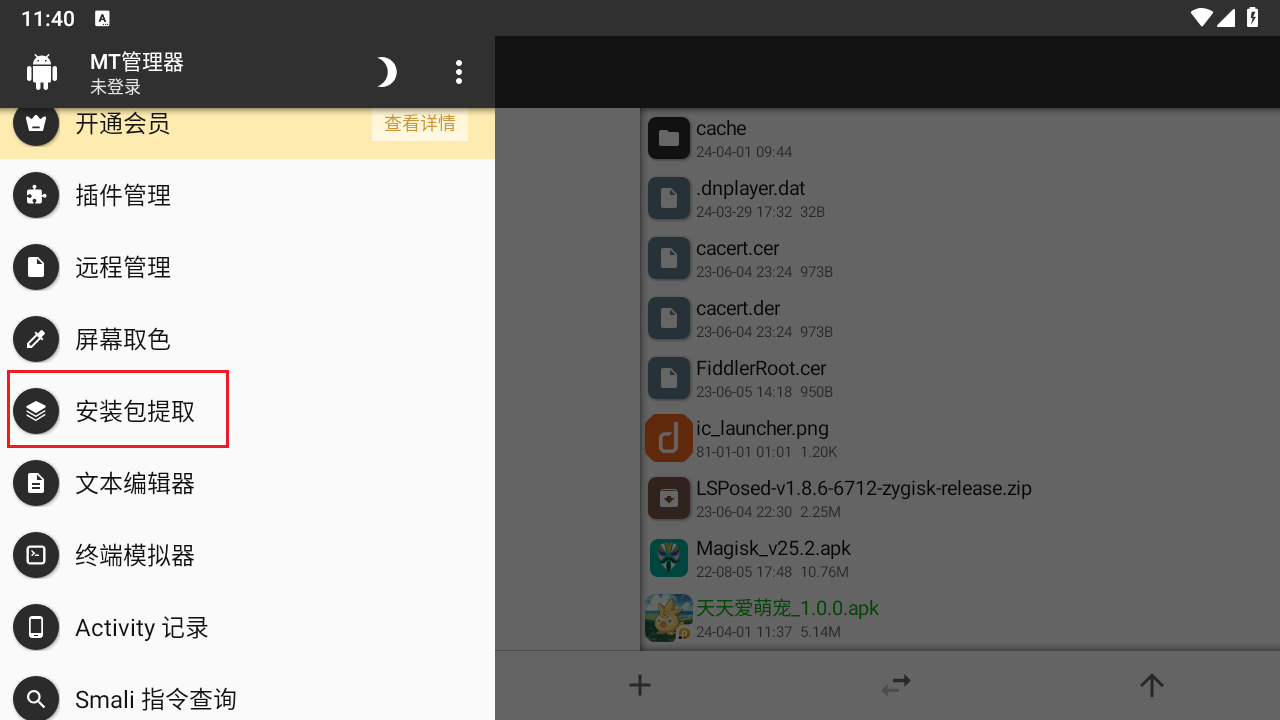 11:40
MT管理器
未登录
开通会员
查看详情
插件管理
远程管理
屏幕取色
安装包提取
文本编辑器
终端模拟器
Activity 记录
Smali 指令查询
cache
24-04-01 09:44
.dnplayer.dat
24-03-29 17:32 32B
cacert.cer
23-06-04 23:24 973B
cacert.der
23-06-04 23:24 973B
FiddlerRoot.cer
23-06-05 14:18 950B
ic_launcher.png
81-01-01 01:01 1.20K
LSPosed-v1.8.6-6712-zygisk-release.zip
23-06-04 22:30 2.25M
Magisk_v25.2.apk
22-08-05 17:48 10.76M
天天爱萌宠_1.0.0.apk
24-04-01 11:37 5.14M